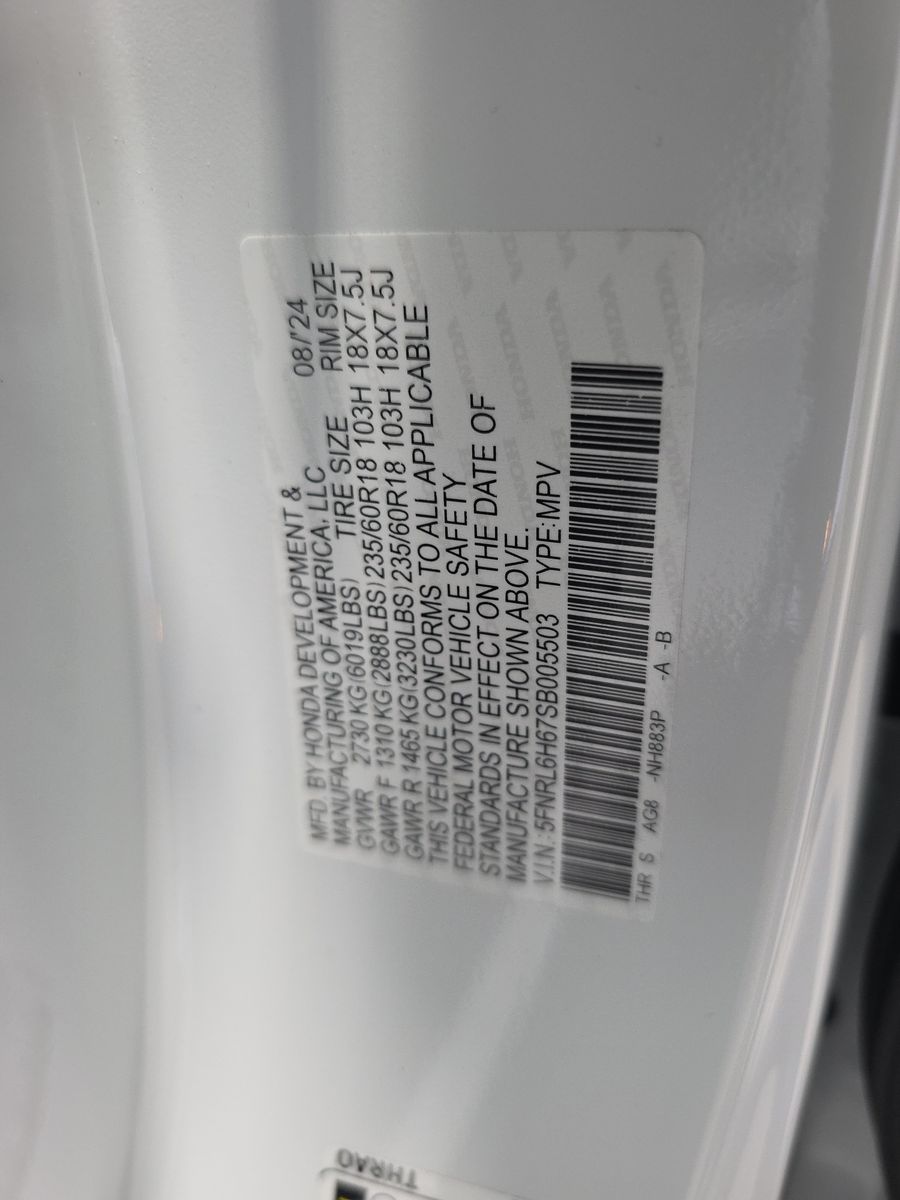 MFD. BY HONDA DEVELOPMENT & 08/'24
MANUFACTURING OF AMERICA, LLC
TIRE SIZE RIM SIZE
GVWR 2730 KG(6019LBS)
GAWR F 1310 KG(2888LBS) 235/60R18 103H 18X7.5J
GAWR R 1465 KG(3230LBS) 235/60R18 103H 18X7.5J
THIS VEHICLE CONFORMS TO ALL APPLICABLE
FEDERAL MOTOR VEHICLE SAFETY
STANDARDS IN EFFECT ON THE DATE OF
MANUFACTURE SHOWN ABOVE.
V.I.N.: 5FNRL6H67SB005503 TYPE: MPV
THR S AG8 -NH883P -A -B
THRA0
HONDA